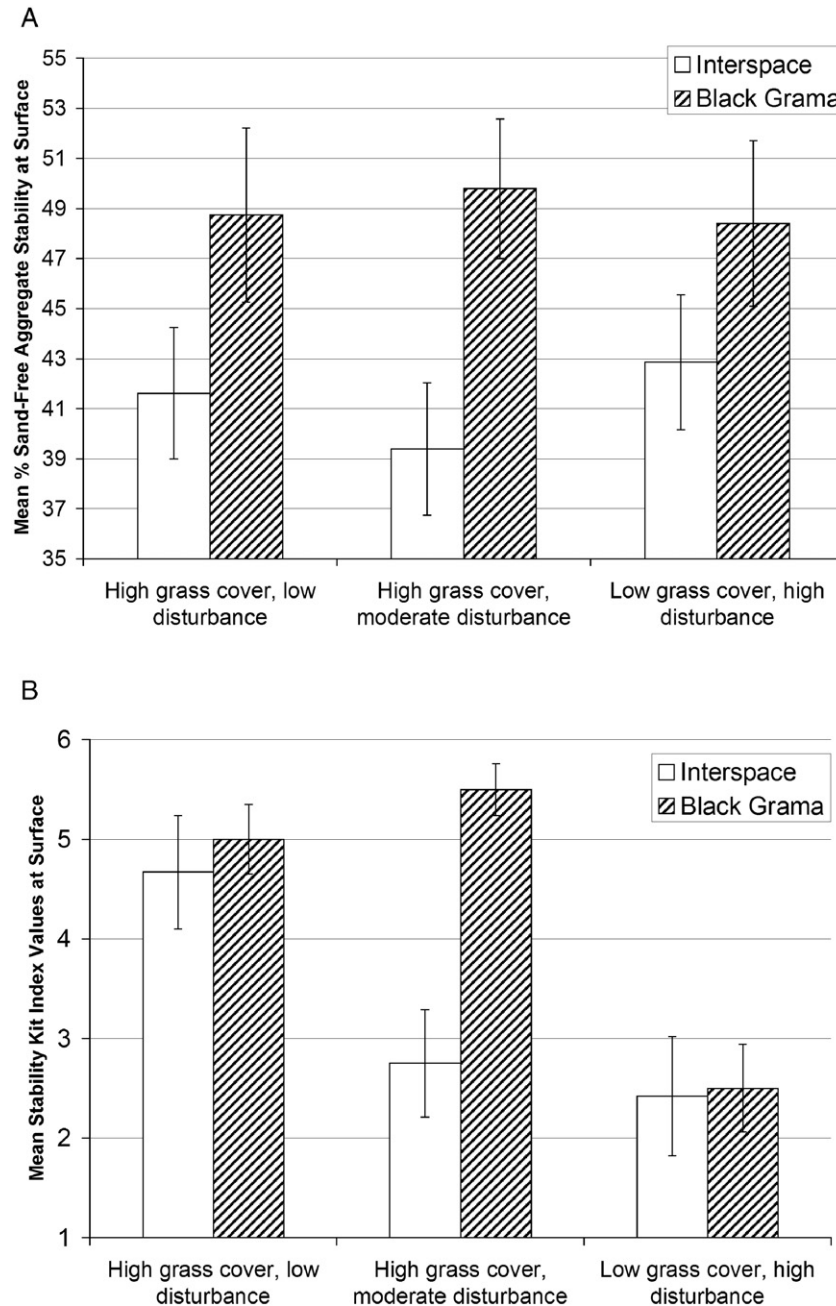 A
55
53
51
49
47
45
43
41
39
37
35
Mean % Sand-Free Aggregate Stability at Surface
Interspace
Black Grama
High grass cover, low
disturbance
High grass cover,
moderate disturbance
Low grass cover, high
disturbance
B
6
5
4
3
2
1
Mean Stability Kit Index Values at Surface
Interspace
Black Grama
High grass cover, low
disturbance
High grass cover,
moderate disturbance
Low grass cover, high
disturbance